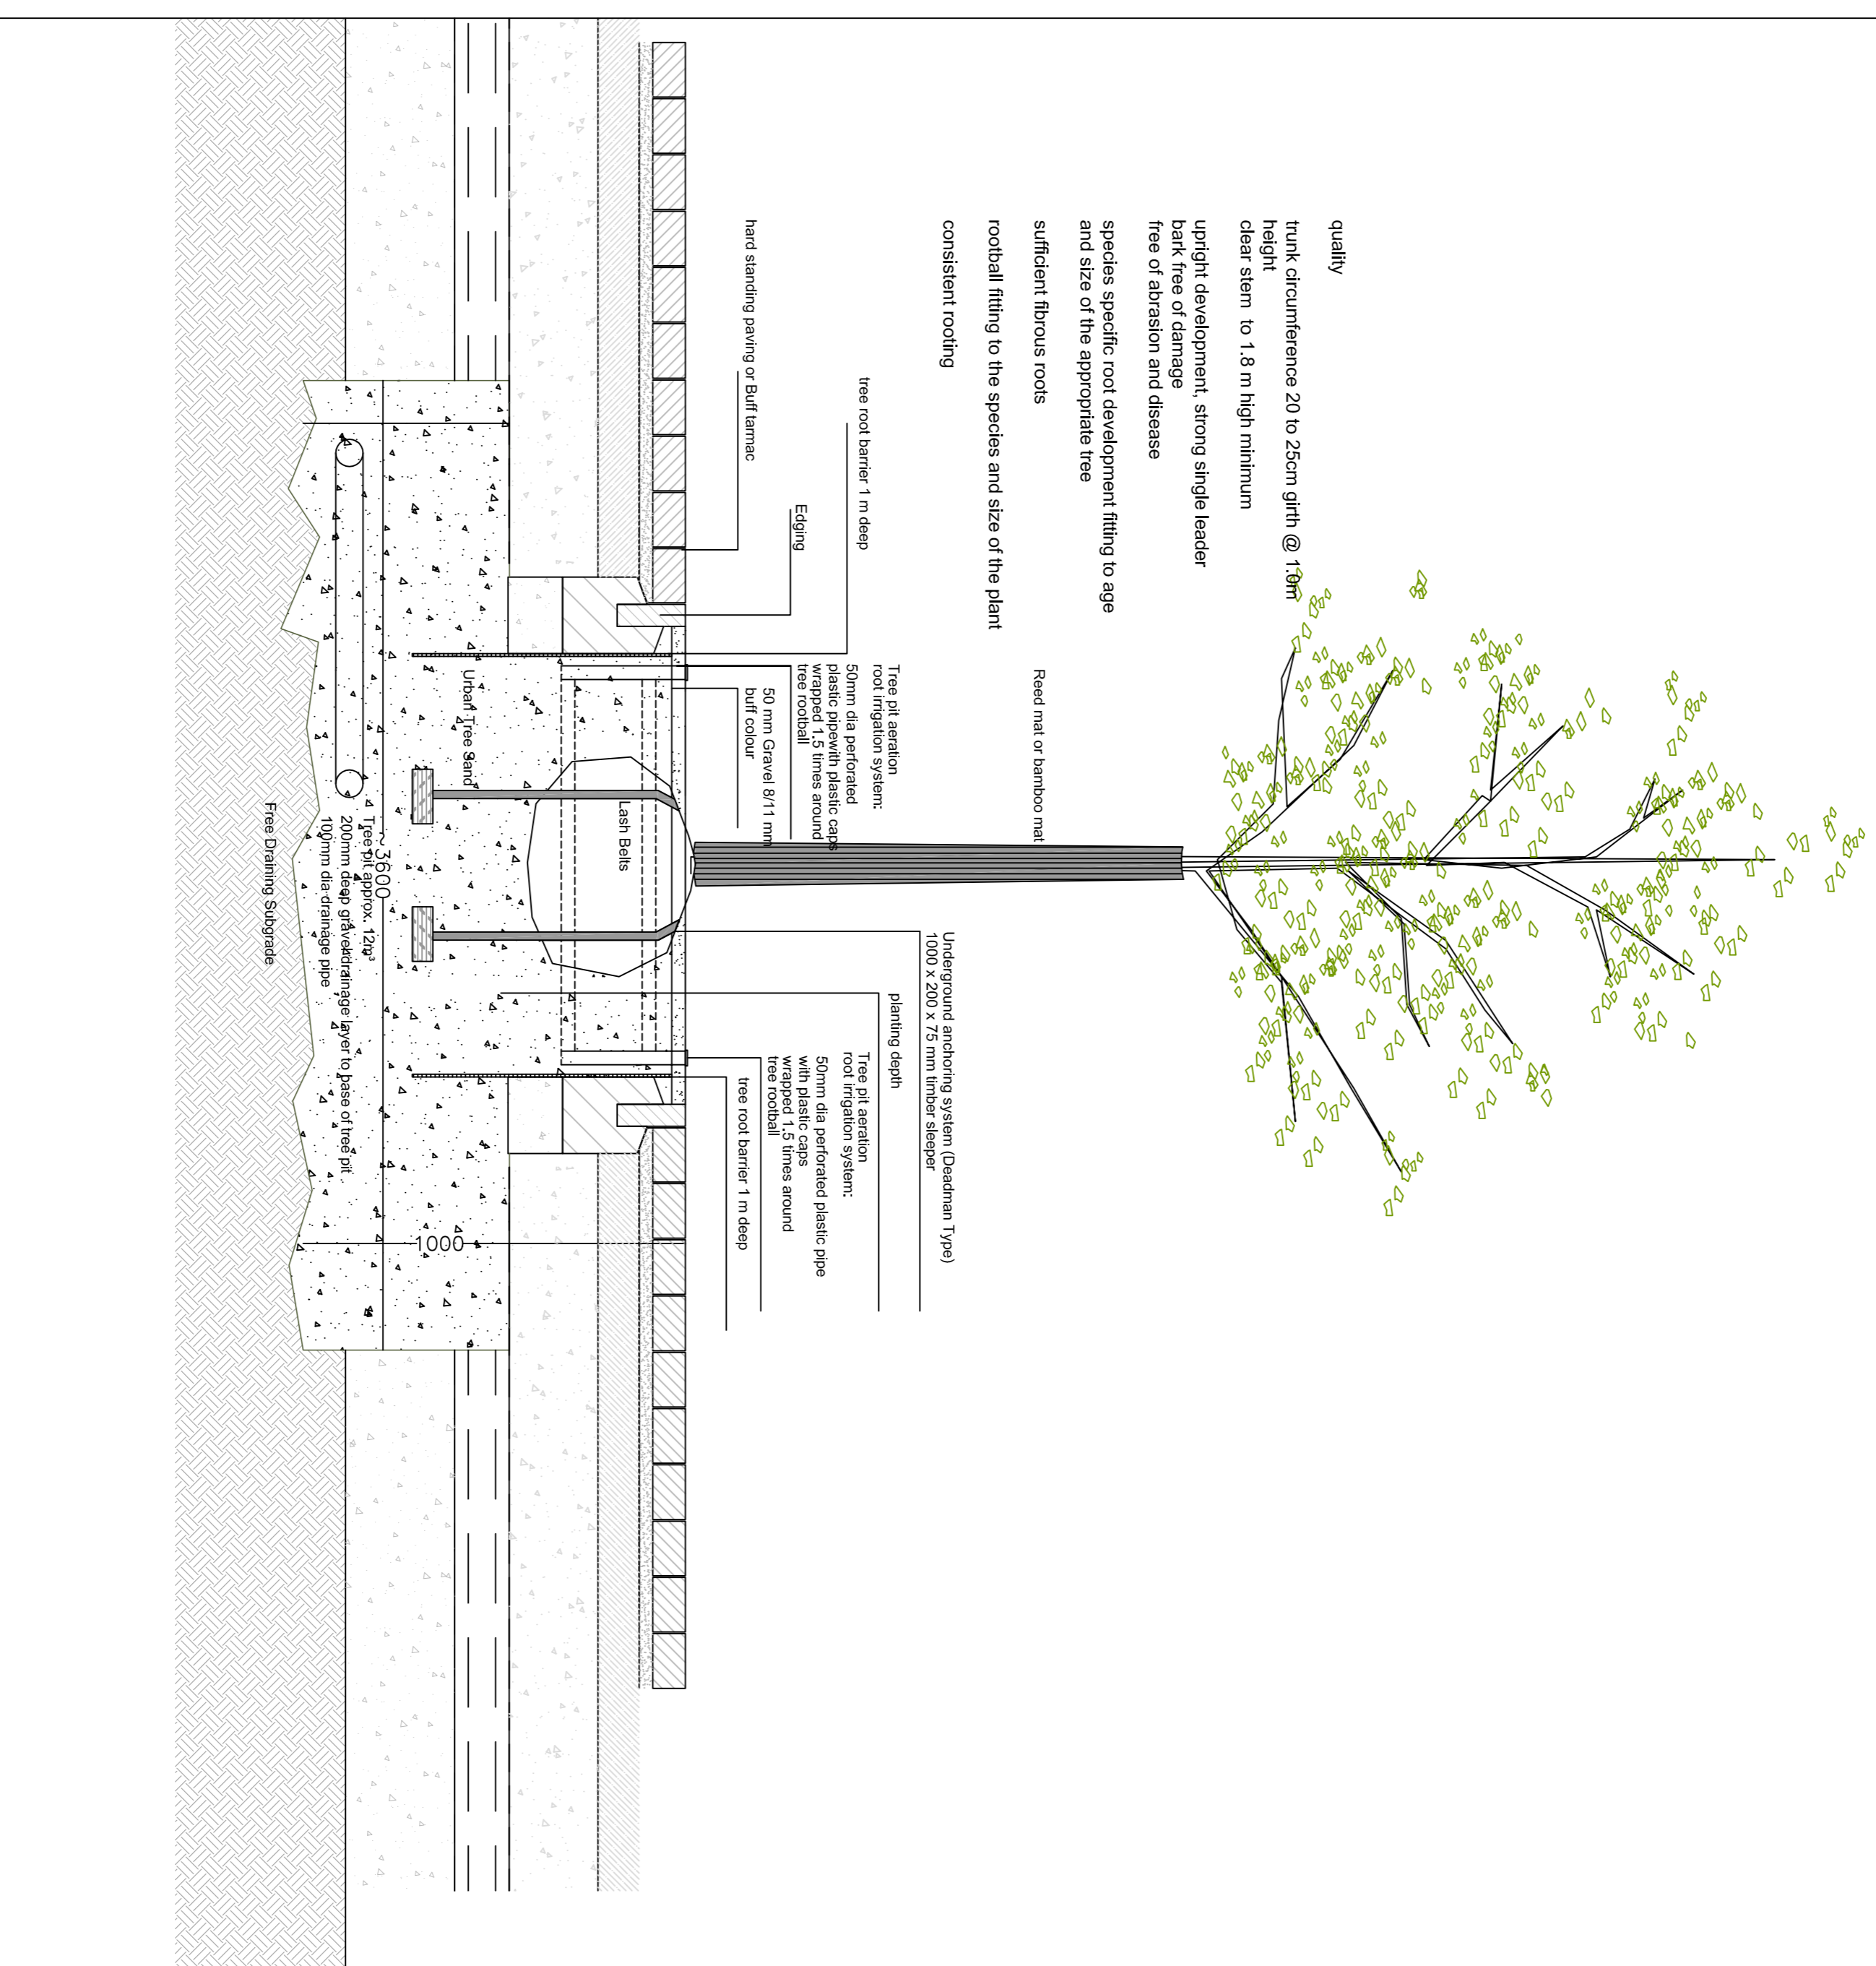 quality
trunk circumference 20 to 25cm girth @ 1.0m
height
clear stem to 1.8 m high minimum
upright development, strong single leader
bark free of damage
free of abrasion and disease
species specific root development fitting to age
and size of the appropriate tree
sufficient fibrous roots
rootball fitting to the species and size of the plant
consistent rooting
Reed mat or bamboo mat
tree root barrier 1 m deep
Edging
hard standing paving or Buff tarmac
Tree pit aeration
root irrigation system:
50mm dia perforated
plastic pipewith plastic caps
wrapped 1.5 times around
tree rootball
50 mm Gravel 8/11 mm
buff colour
Underground anchoring system (Deadman Type)
1000 x 200 x 75 mm timber sleeper
planting depth
Tree pit aeration
root irrigation system:
50mm dia perforated plastic pipe
with plastic caps
wrapped 1.5 times around
tree rootball
tree root barrier 1 m deep
Lash Belts
Urban Tree Sand
~3600
1000
Tree pit approx. 12m³
200mm deep gravel drainage layer to base of tree pit
100mm dia drainage pipe
Free Draining Subgrade